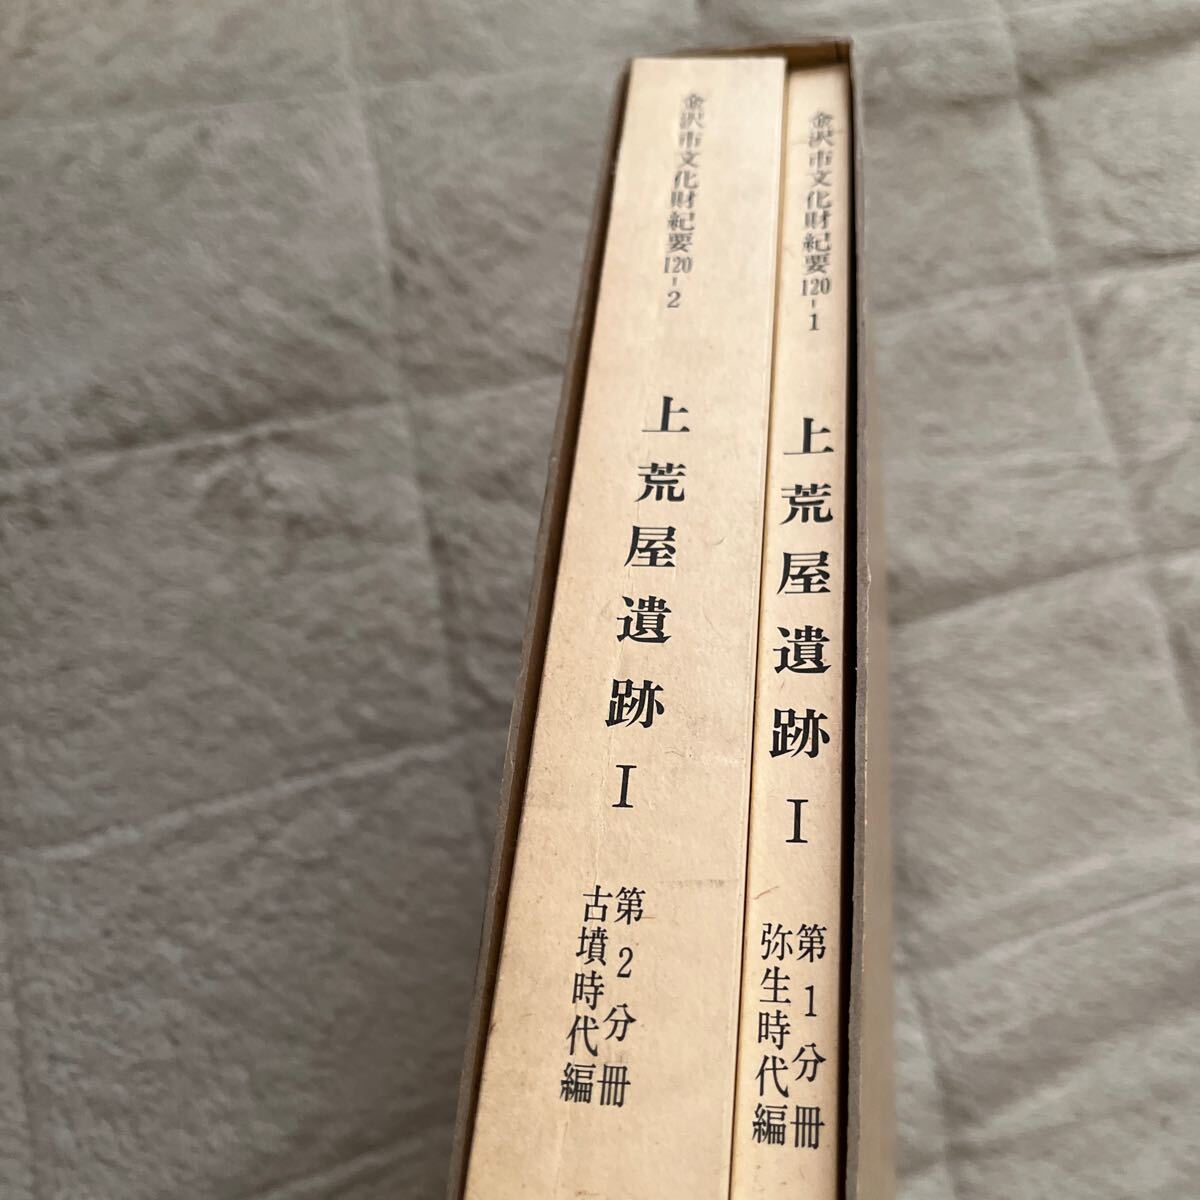 金沢市文化財紀要120-1
上荒屋遺跡Ⅰ
第1分冊
弥生時代編
金沢市文化財紀要120-2
上荒屋遺跡Ⅰ
第2分冊
古墳時代編